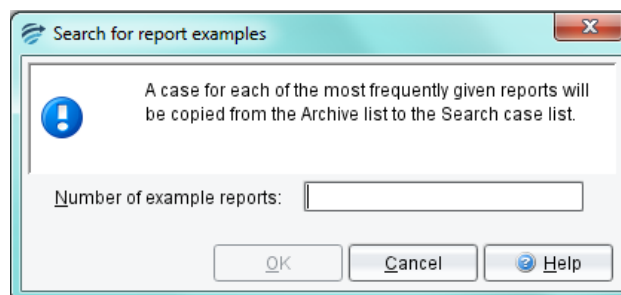 Search for report examples
A case for each of the most frequently given reports will
be copied from the Archive list to the Search case list.
Number of example reports:
OK
Cancel
Help